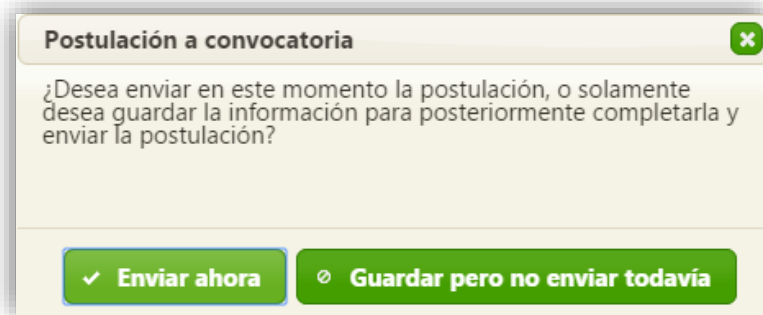 Postulación a convocatoria
¿Desea enviar en este momento la postulación, o solamente
desea guardar la información para posteriormente completarla y
enviar la postulación?
Enviar ahora
Guardar pero no enviar todavía